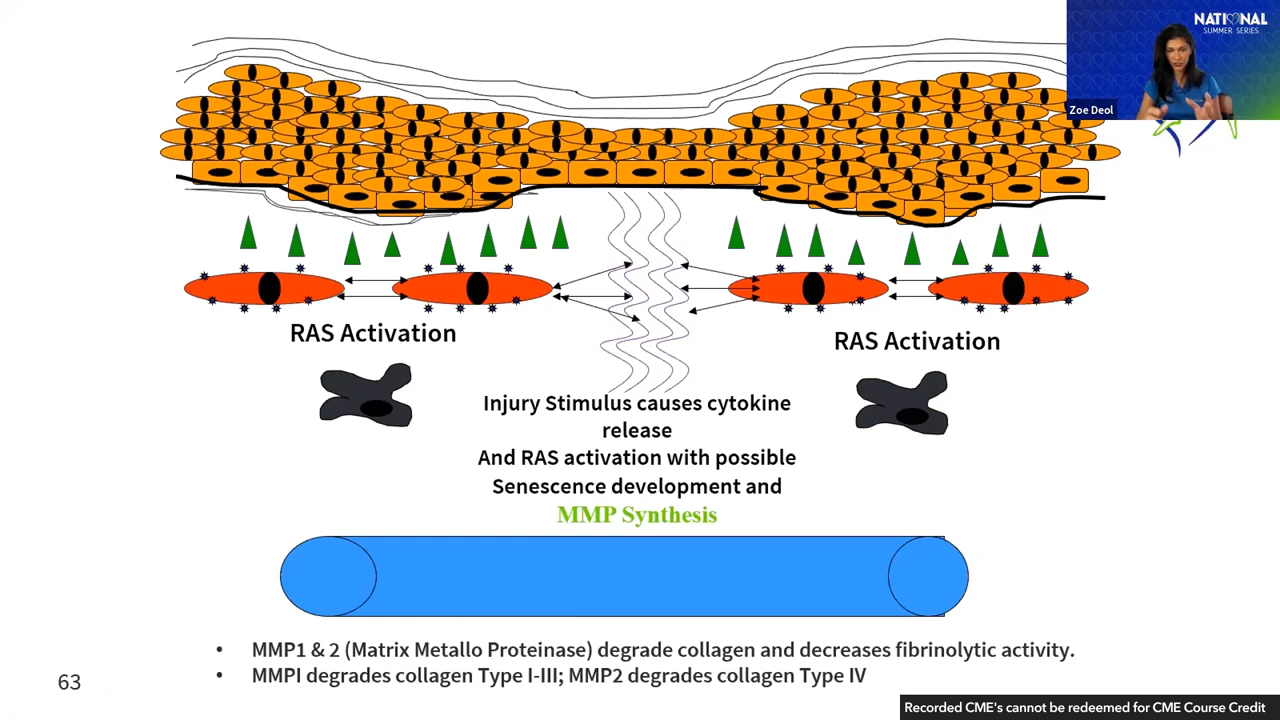 NATIONAL
SUMMER SERIES
Zoe Deol
RAS Activation
RAS Activation
Injury Stimulus causes cytokine
release
And RAS activation with possible
Senescence development and
MMP Synthesis
• MMP1 & 2 (Matrix Metallo Proteinase) degrade collagen and decreases fibrinolytic activity.
• MMPI degrades collagen Type I-III; MMP2 degrades collagen Type IV
63
Recorded CME's cannot be redeemed for CME Course Credit